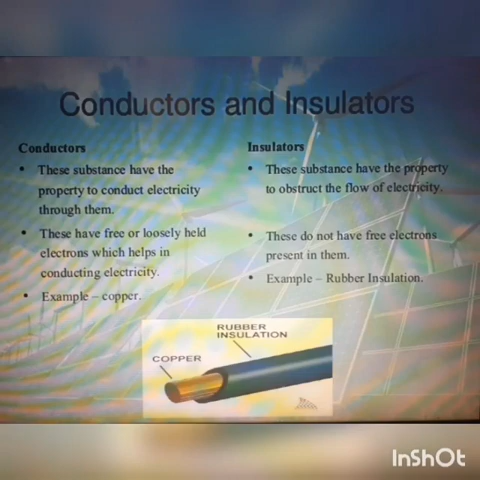 Conductors and Insulators
Conductors
• These substance have the
property to conduct electricity
through them.
• These have free or loosely held
electrons which helps in
conducting electricity.
• Example – copper.
Insulators
• These substance have the property
to obstruct the flow of electricity.
• These do not have free electrons
present in them.
• Example – Rubber Insulation.
RUBBER
INSULATION
COPPER
InShOt